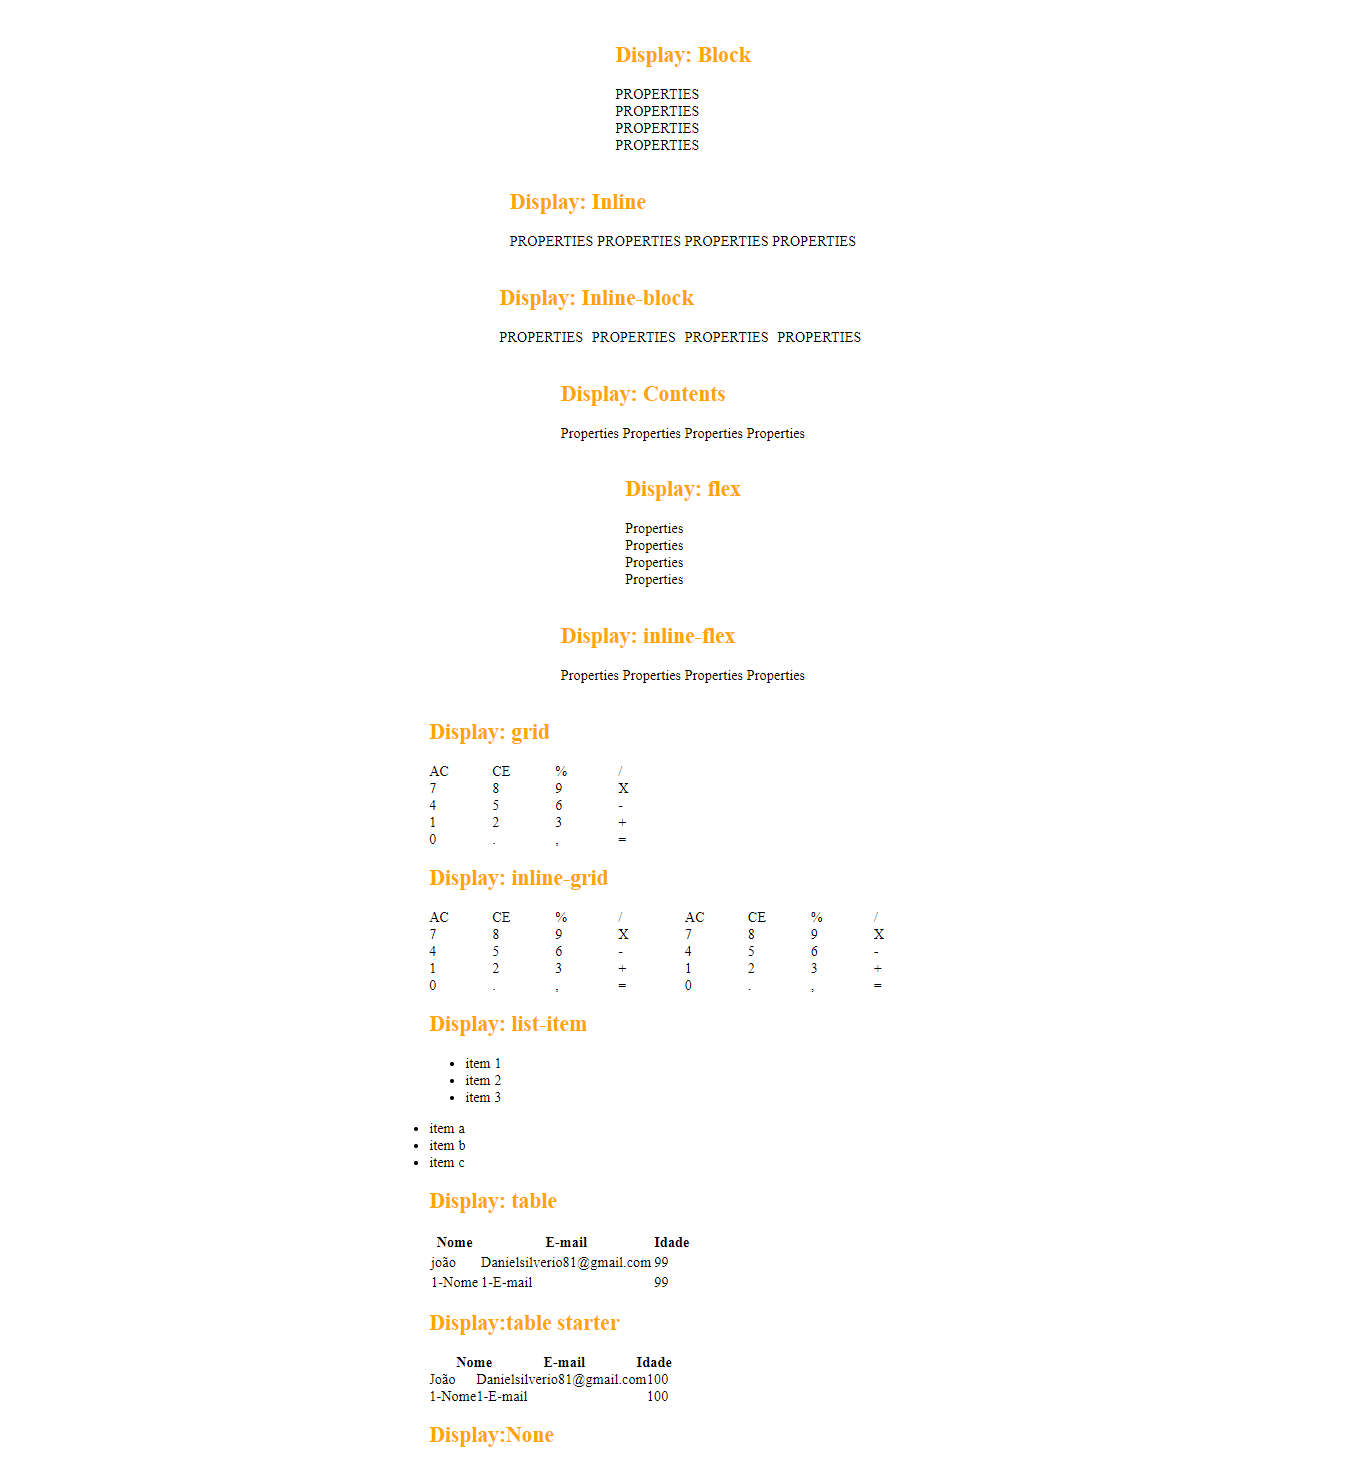 Display: Block
PROPERTIES
PROPERTIES
PROPERTIES
PROPERTIES
Display: Inline
PROPERTIES PROPERTIES PROPERTIES PROPERTIES
Display: Inline-block
PROPERTIES PROPERTIES PROPERTIES PROPERTIES
Display: Contents
Properties Properties Properties Properties
Display: flex
Properties
Properties
Properties
Properties
Display: inline-flex
Properties Properties Properties Properties
Display: grid
AC CE % /
7 8 9 X
4 5 6 -
1 2 3 +
0 . , =
Display: inline-grid
AC CE % / AC CE % /
7 8 9 X 7 8 9 X
4 5 6 - 4 5 6 -
1 2 3 + 1 2 3 +
0 . , = 0 . , =
Display: list-item
• item 1
• item 2
• item 3
• item a
• item b
• item c
Display: table
Nome E-mail Idade
joão Danielsilverio81@gmail.com 99
1-Nome 1-E-mail 99
Display:table starter
Nome E-mail Idade
João Danielsilverio81@gmail.com100
1-Nome1-E-mail 100
Display:None